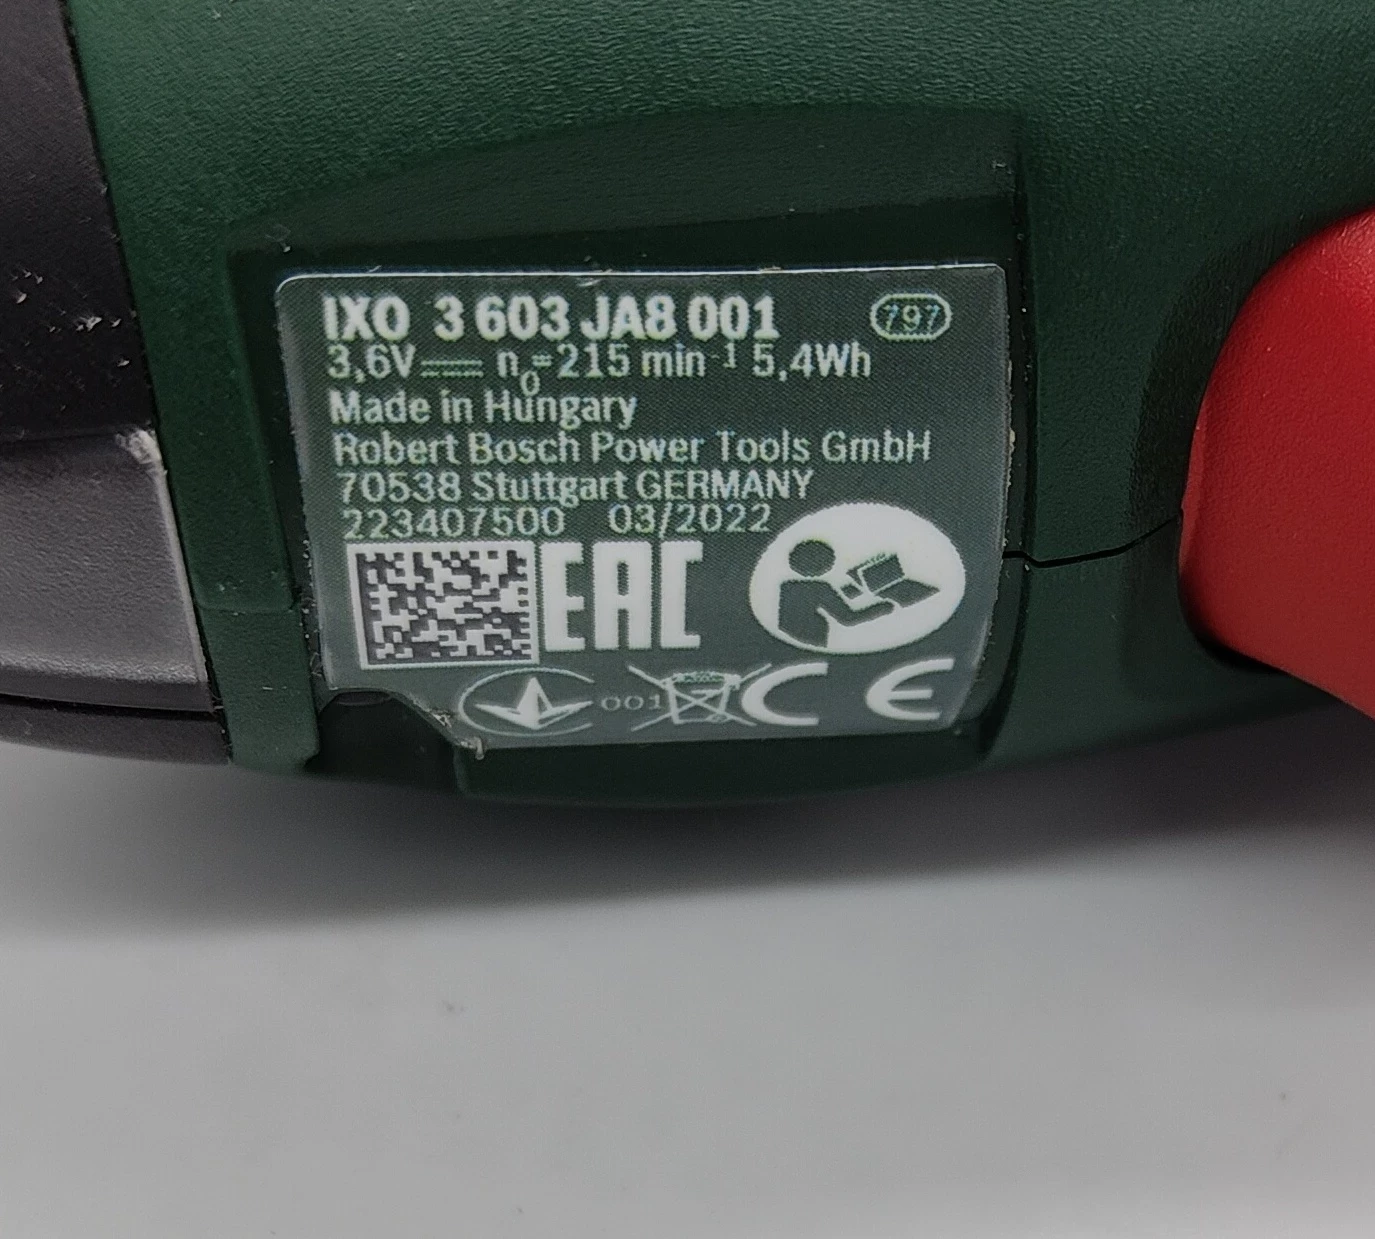 IXO 3 603 JA8 001 797
3,6V n₀=215 min⁻¹ 5,4Wh
Made in Hungary
Robert Bosch Power Tools GmbH
70538 Stuttgart GERMANY
223407500 03/2022
EAC
001 CE